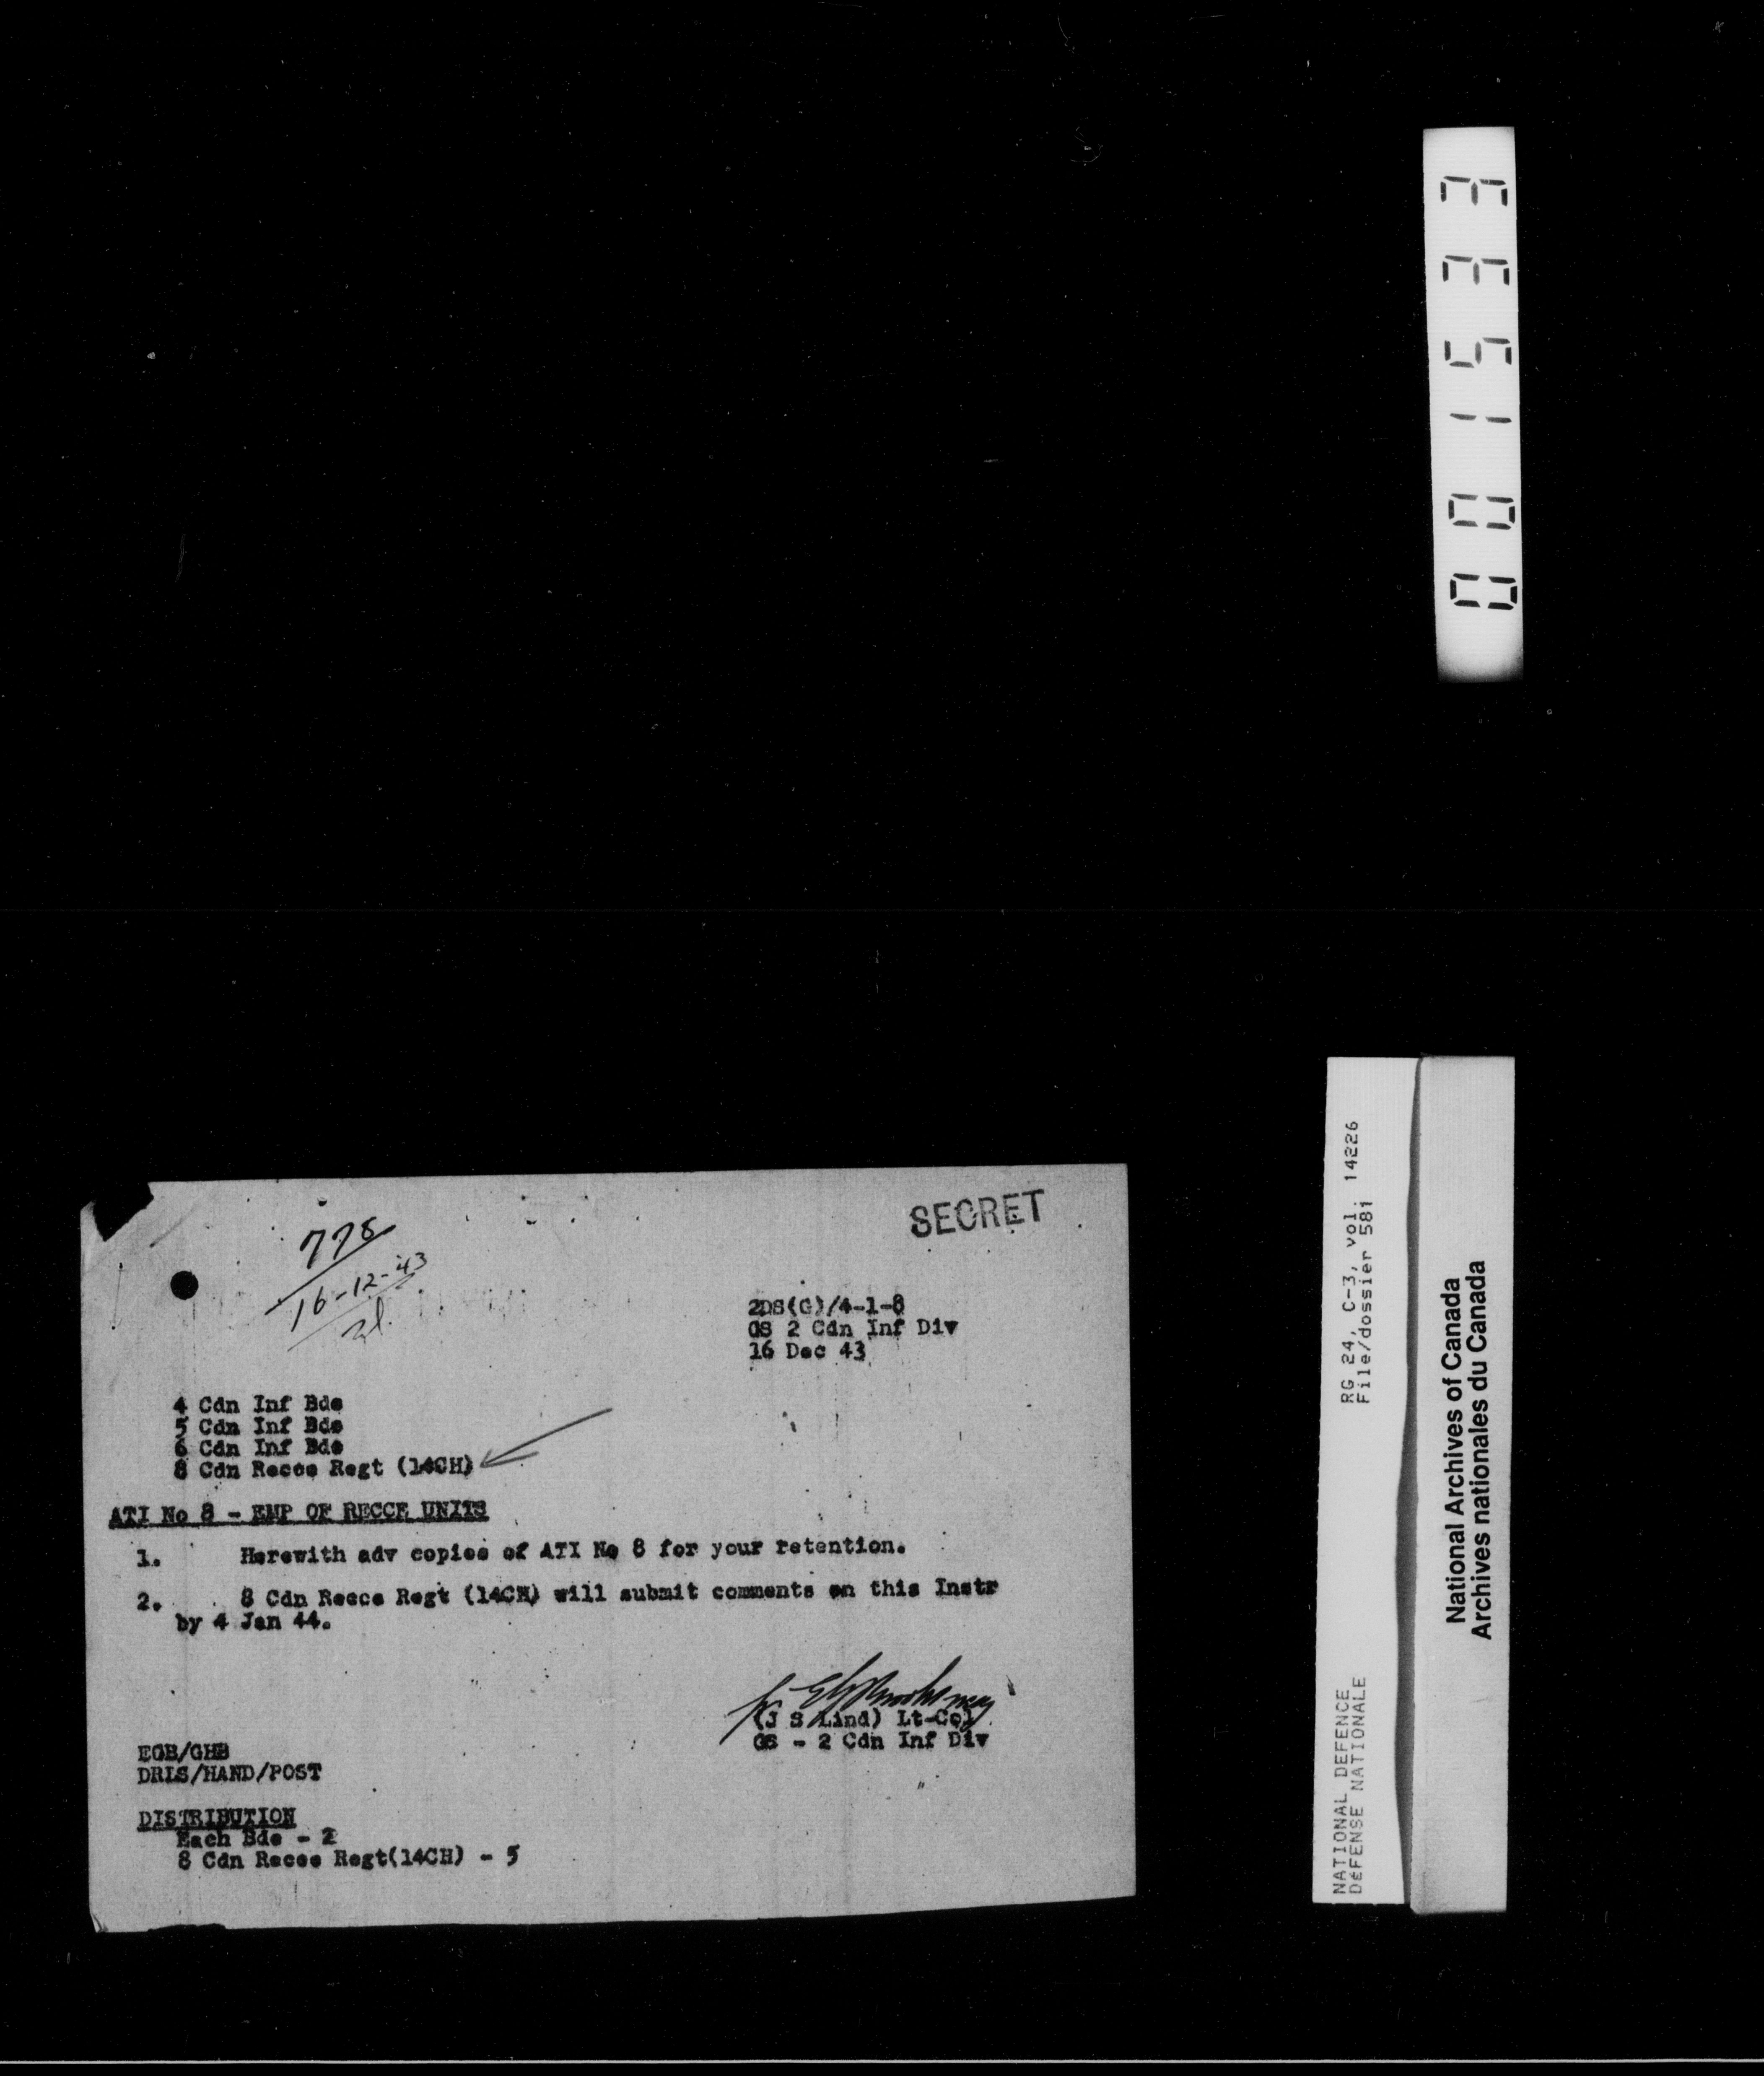 001533
SECRET
778
16-12-43
2DS(G)/4-1-8
GS 2 Cdn Inf Div
16 Dec 43
4 Cdn Inf Bde
5 Cdn Inf Bde
6 Cdn Inf Bde
8 Cdn Recce Regt (14CH)
ATI No 8 - EMP OF RECCE UNITS
1. Herewith adv copies of ATI No 8 for your retention.
2. 8 Cdn Recce Regt (14CH) will submit comments on this Instr
by 4 Jan 44.
for
(J S Lind) Lt-Col
GS - 2 Cdn Inf Div
EGB/GHB
DRLS/HAND/POST
DISTRIBUTION
Each Bde - 2
8 Cdn Recce Regt(14CH) - 5
NATIONAL DEFENCE RG 24, C-3, vol. 14226
DÉFENSE NATIONALE File/dossier 581
National Archives of Canada
Archives nationales du Canada